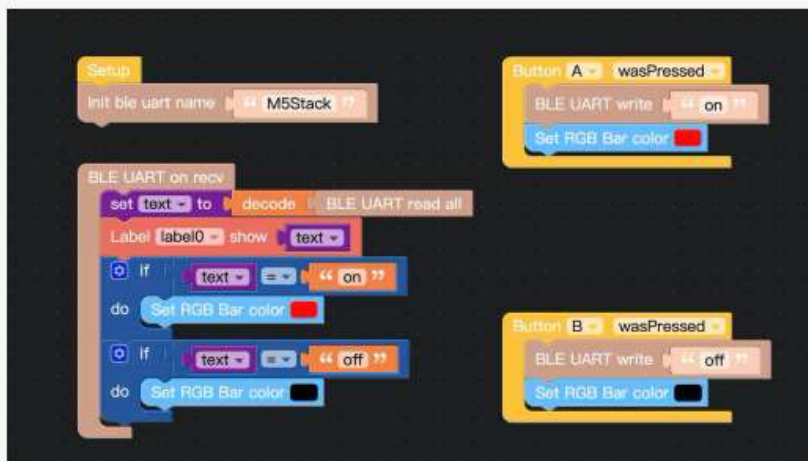 Setup
Init ble uart name “ M5Stack ”
BLE UART on recv
set text to decode BLE UART read all
Label label0 show text
if text = “ on ”
do Set RGB Bar color
if text = “ off ”
do Set RGB Bar color
Button A wasPressed
BLE UART write “ on ”
Set RGB Bar color
Button B wasPressed
BLE UART write “ off ”
Set RGB Bar color